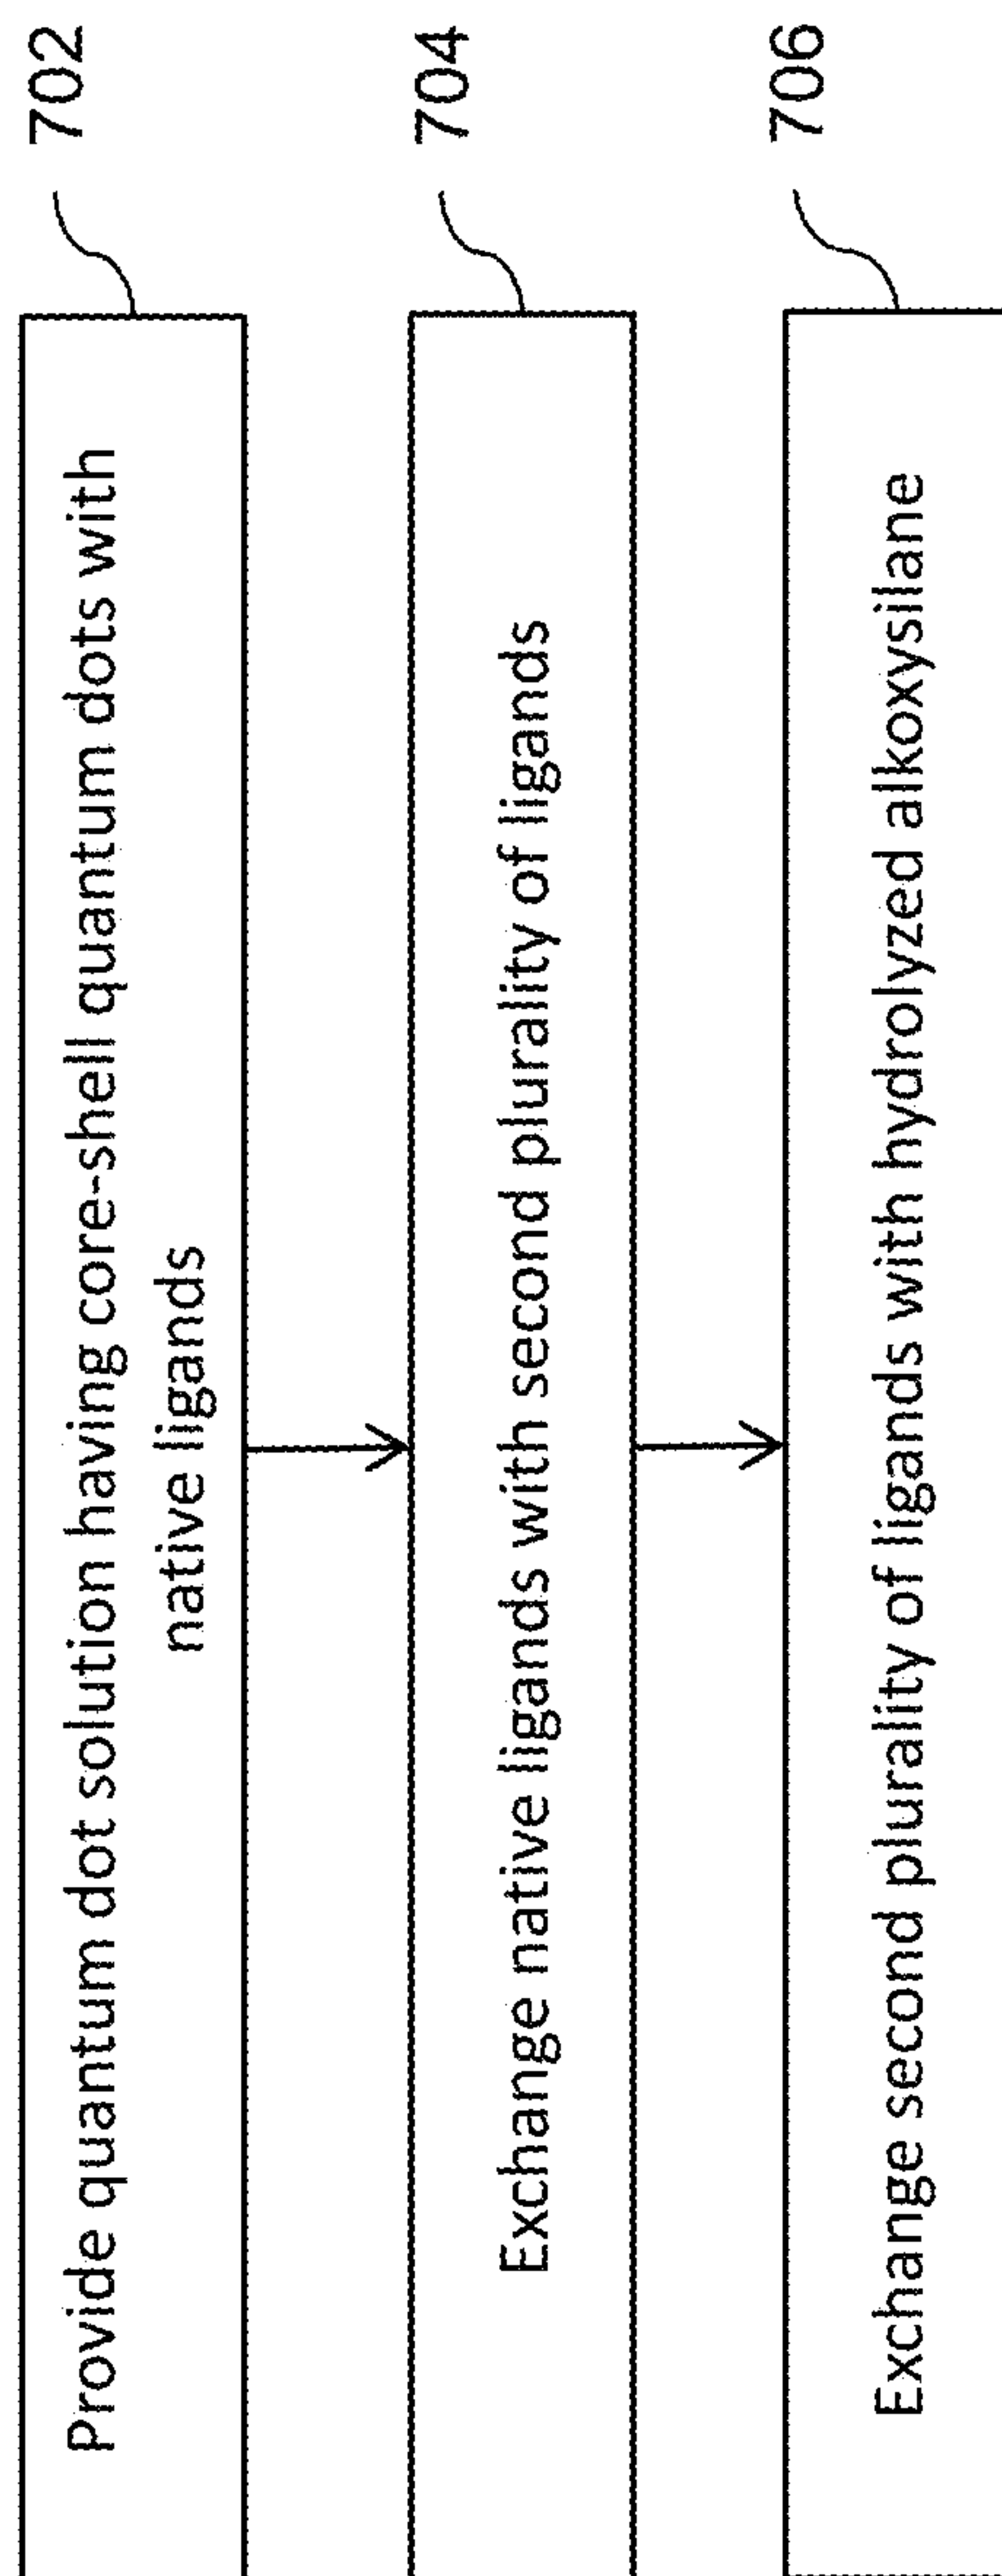 Provide quantum dot solution having core-shell quantum dots with
native ligands
702
Exchange native ligands with second plurality of ligands
704
Exchange second plurality of ligands with hydrolyzed alkoxysilane
706